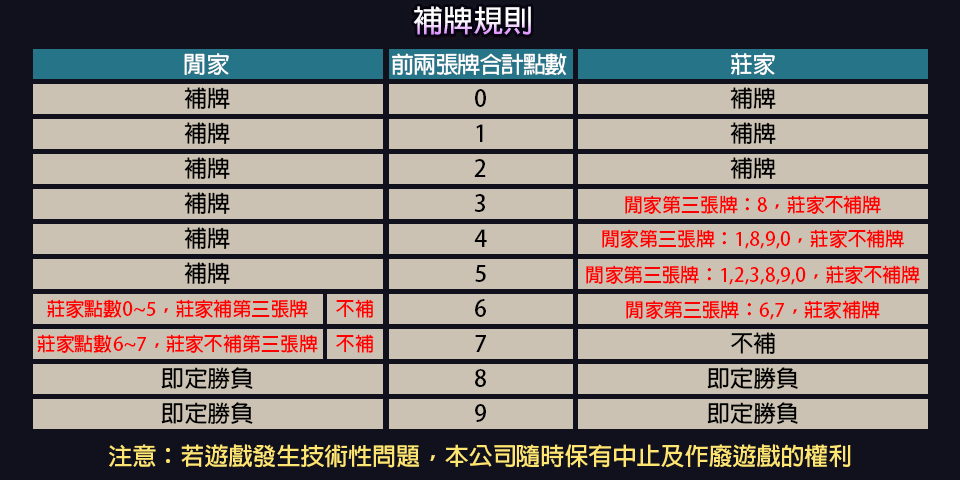 補牌規則
閒家 前兩張牌合計點數 莊家
補牌 0 補牌
補牌 1 補牌
補牌 2 補牌
補牌 3 閒家第三張牌：8，莊家不補牌
補牌 4 閒家第三張牌：1,8,9,0，莊家不補牌
補牌 5 閒家第三張牌：1,2,3,8,9,0，莊家不補牌
莊家點數0~5，莊家補第三張牌 不補 6 閒家第三張牌：6,7，莊家補牌
莊家點數6~7，莊家不補第三張牌 不補 7 不補
即定勝負 8 即定勝負
即定勝負 9 即定勝負
注意：若遊戲發生技術性問題，本公司隨時保有中止及作廢遊戲的權利